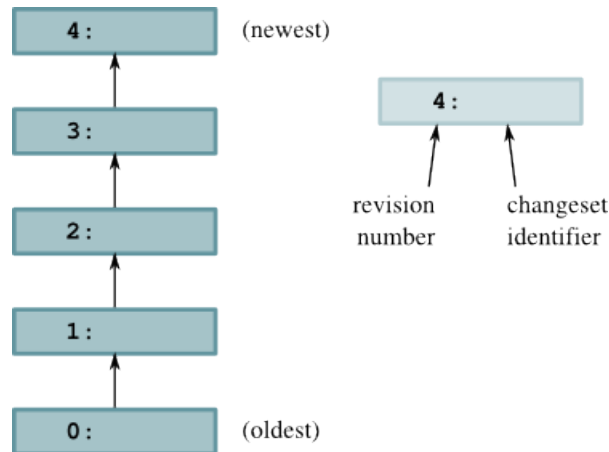 4: (newest)
3:
2:
1:
0: (oldest)
4:
revision number
changeset identifier